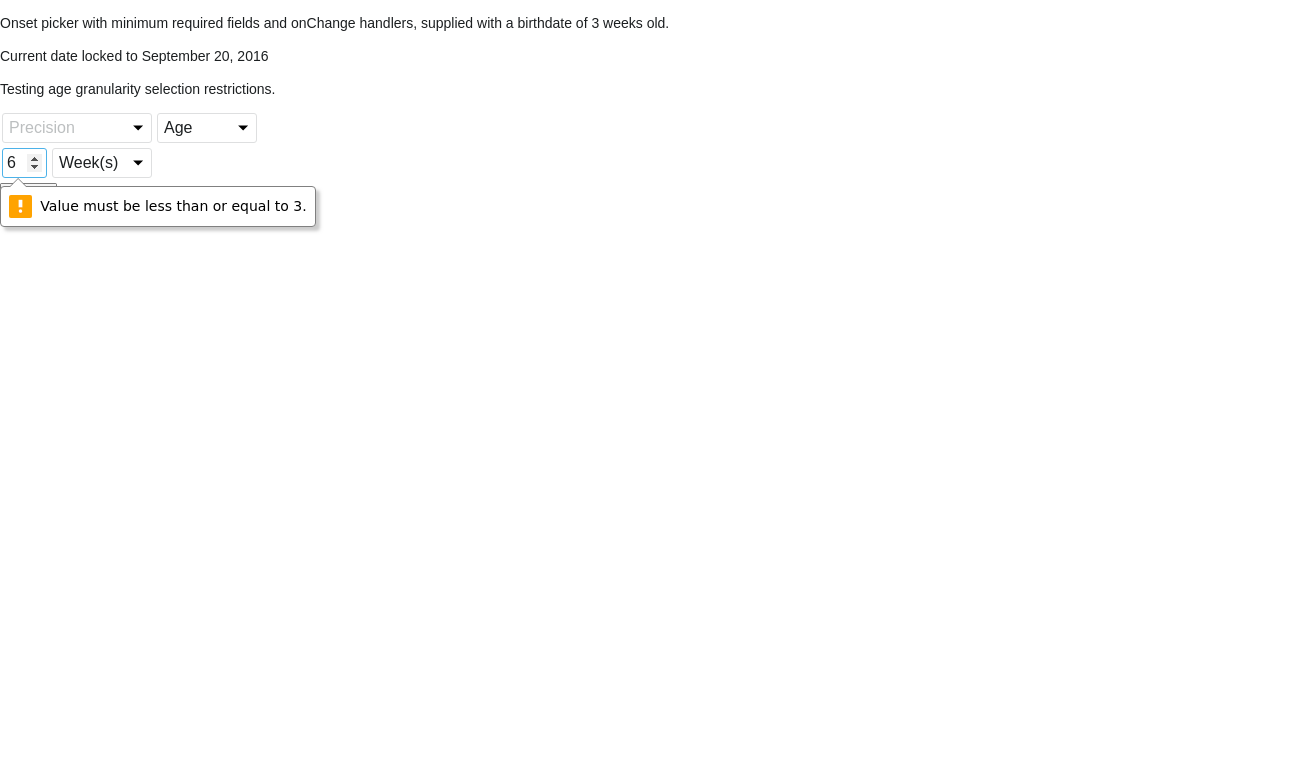 Onset picker with minimum required fields and onChange handlers, supplied with a birthdate of 3 weeks old.
Current date locked to September 20, 2016
Testing age granularity selection restrictions.
Precision Age
6 Week(s)
Value must be less than or equal to 3.